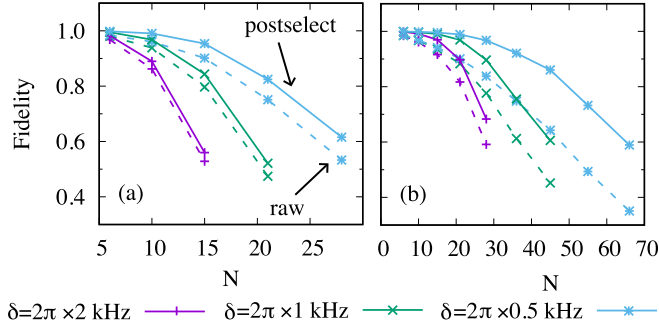 1.0
0.8
0.6
0.4
Fidelity
postselect
raw
(a)
5 10 15 20 25
N
(b)
0 10 20 30 40 50 60 70
N
δ=2π ×2 kHz
δ=2π ×1 kHz
δ=2π ×0.5 kHz